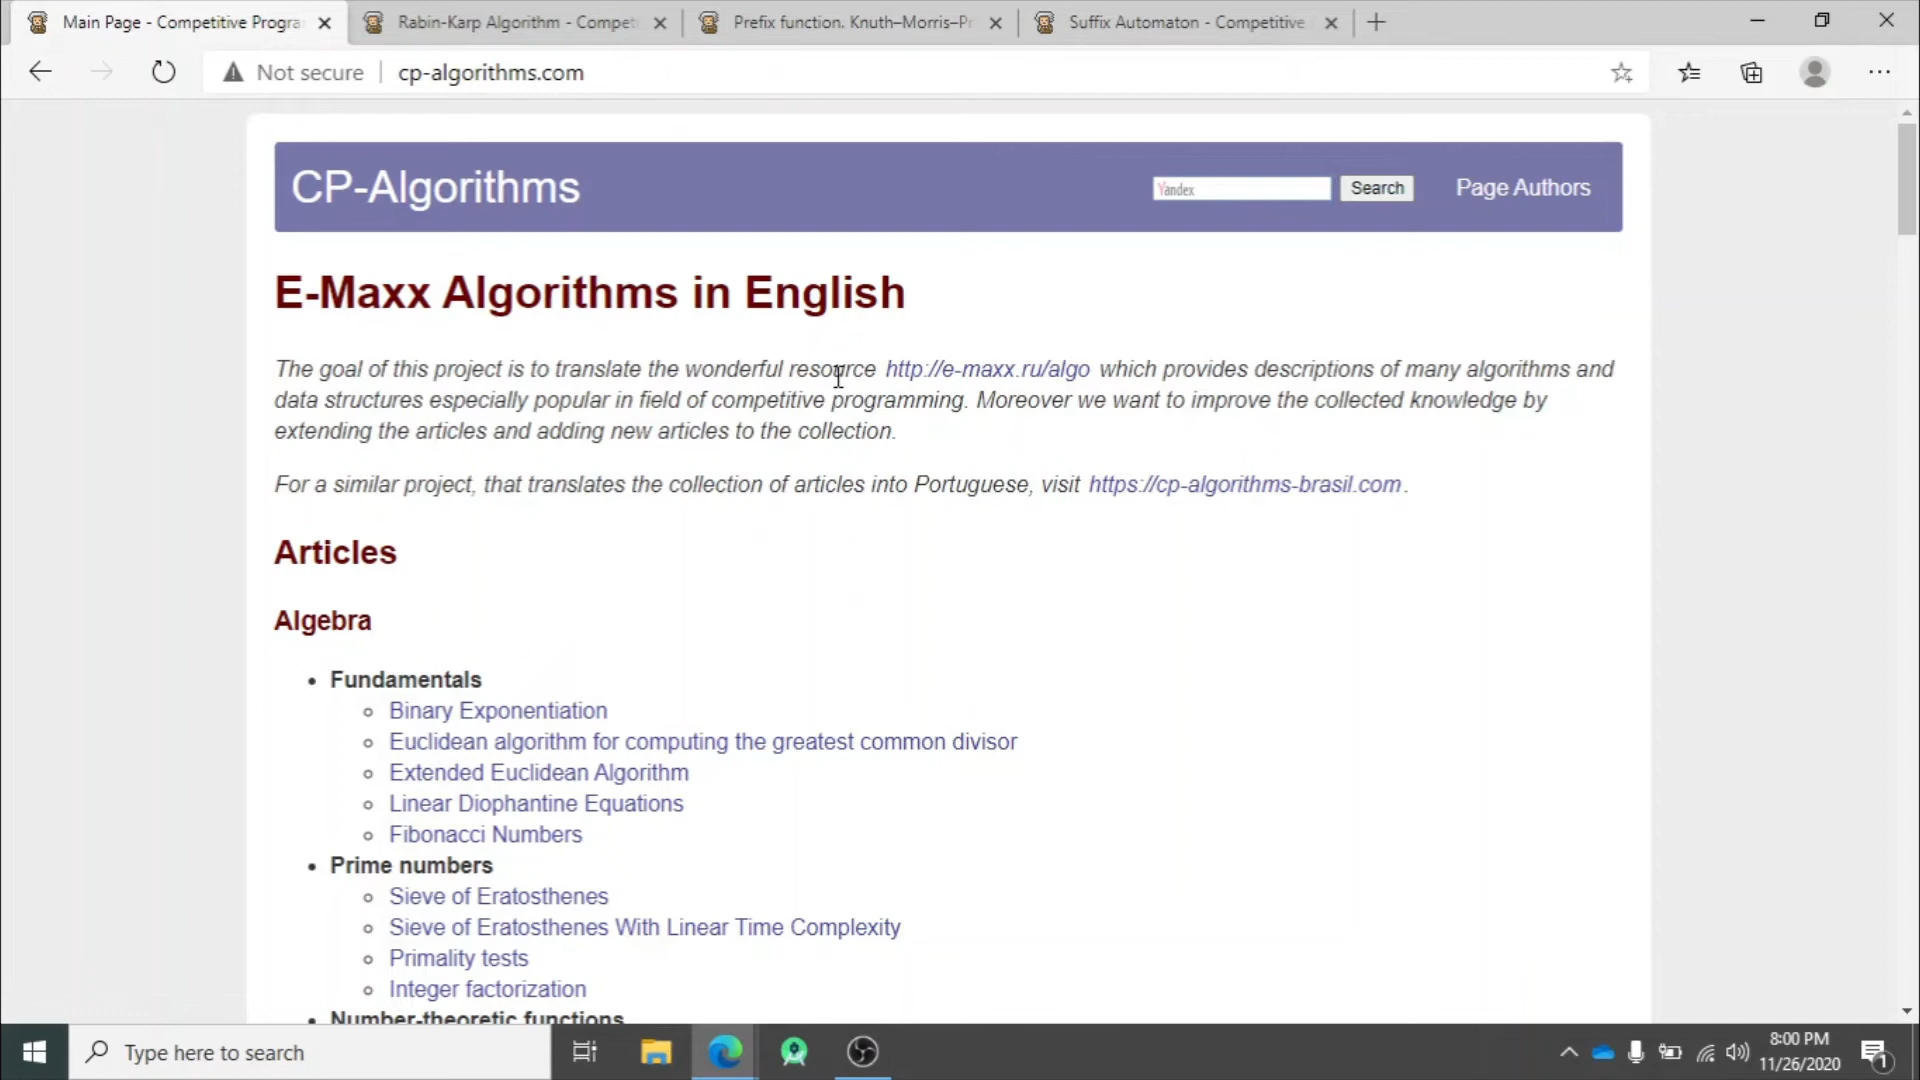 Main Page - Competitive Progra
Rabin-Karp Algorithm - Compet
Prefix function. Knuth–Morris–Pr
Suffix Automaton - Competitive
Not secure
cp-algorithms.com
CP-Algorithms
Yandex
Search
Page Authors
E-Maxx Algorithms in English
The goal of this project is to translate the wonderful resource http://e-maxx.ru/algo which provides descriptions of many algorithms and
data structures especially popular in field of competitive programming. Moreover we want to improve the collected knowledge by
extending the articles and adding new articles to the collection.
For a similar project, that translates the collection of articles into Portuguese, visit https://cp-algorithms-brasil.com.
Articles
Algebra
• Fundamentals
Binary Exponentiation
Euclidean algorithm for computing the greatest common divisor
Extended Euclidean Algorithm
Linear Diophantine Equations
Fibonacci Numbers
• Prime numbers
Sieve of Eratosthenes
Sieve of Eratosthenes With Linear Time Complexity
Primality tests
Integer factorization
• Number-theoretic functions
Type here to search
8:00 PM
11/26/2020
1